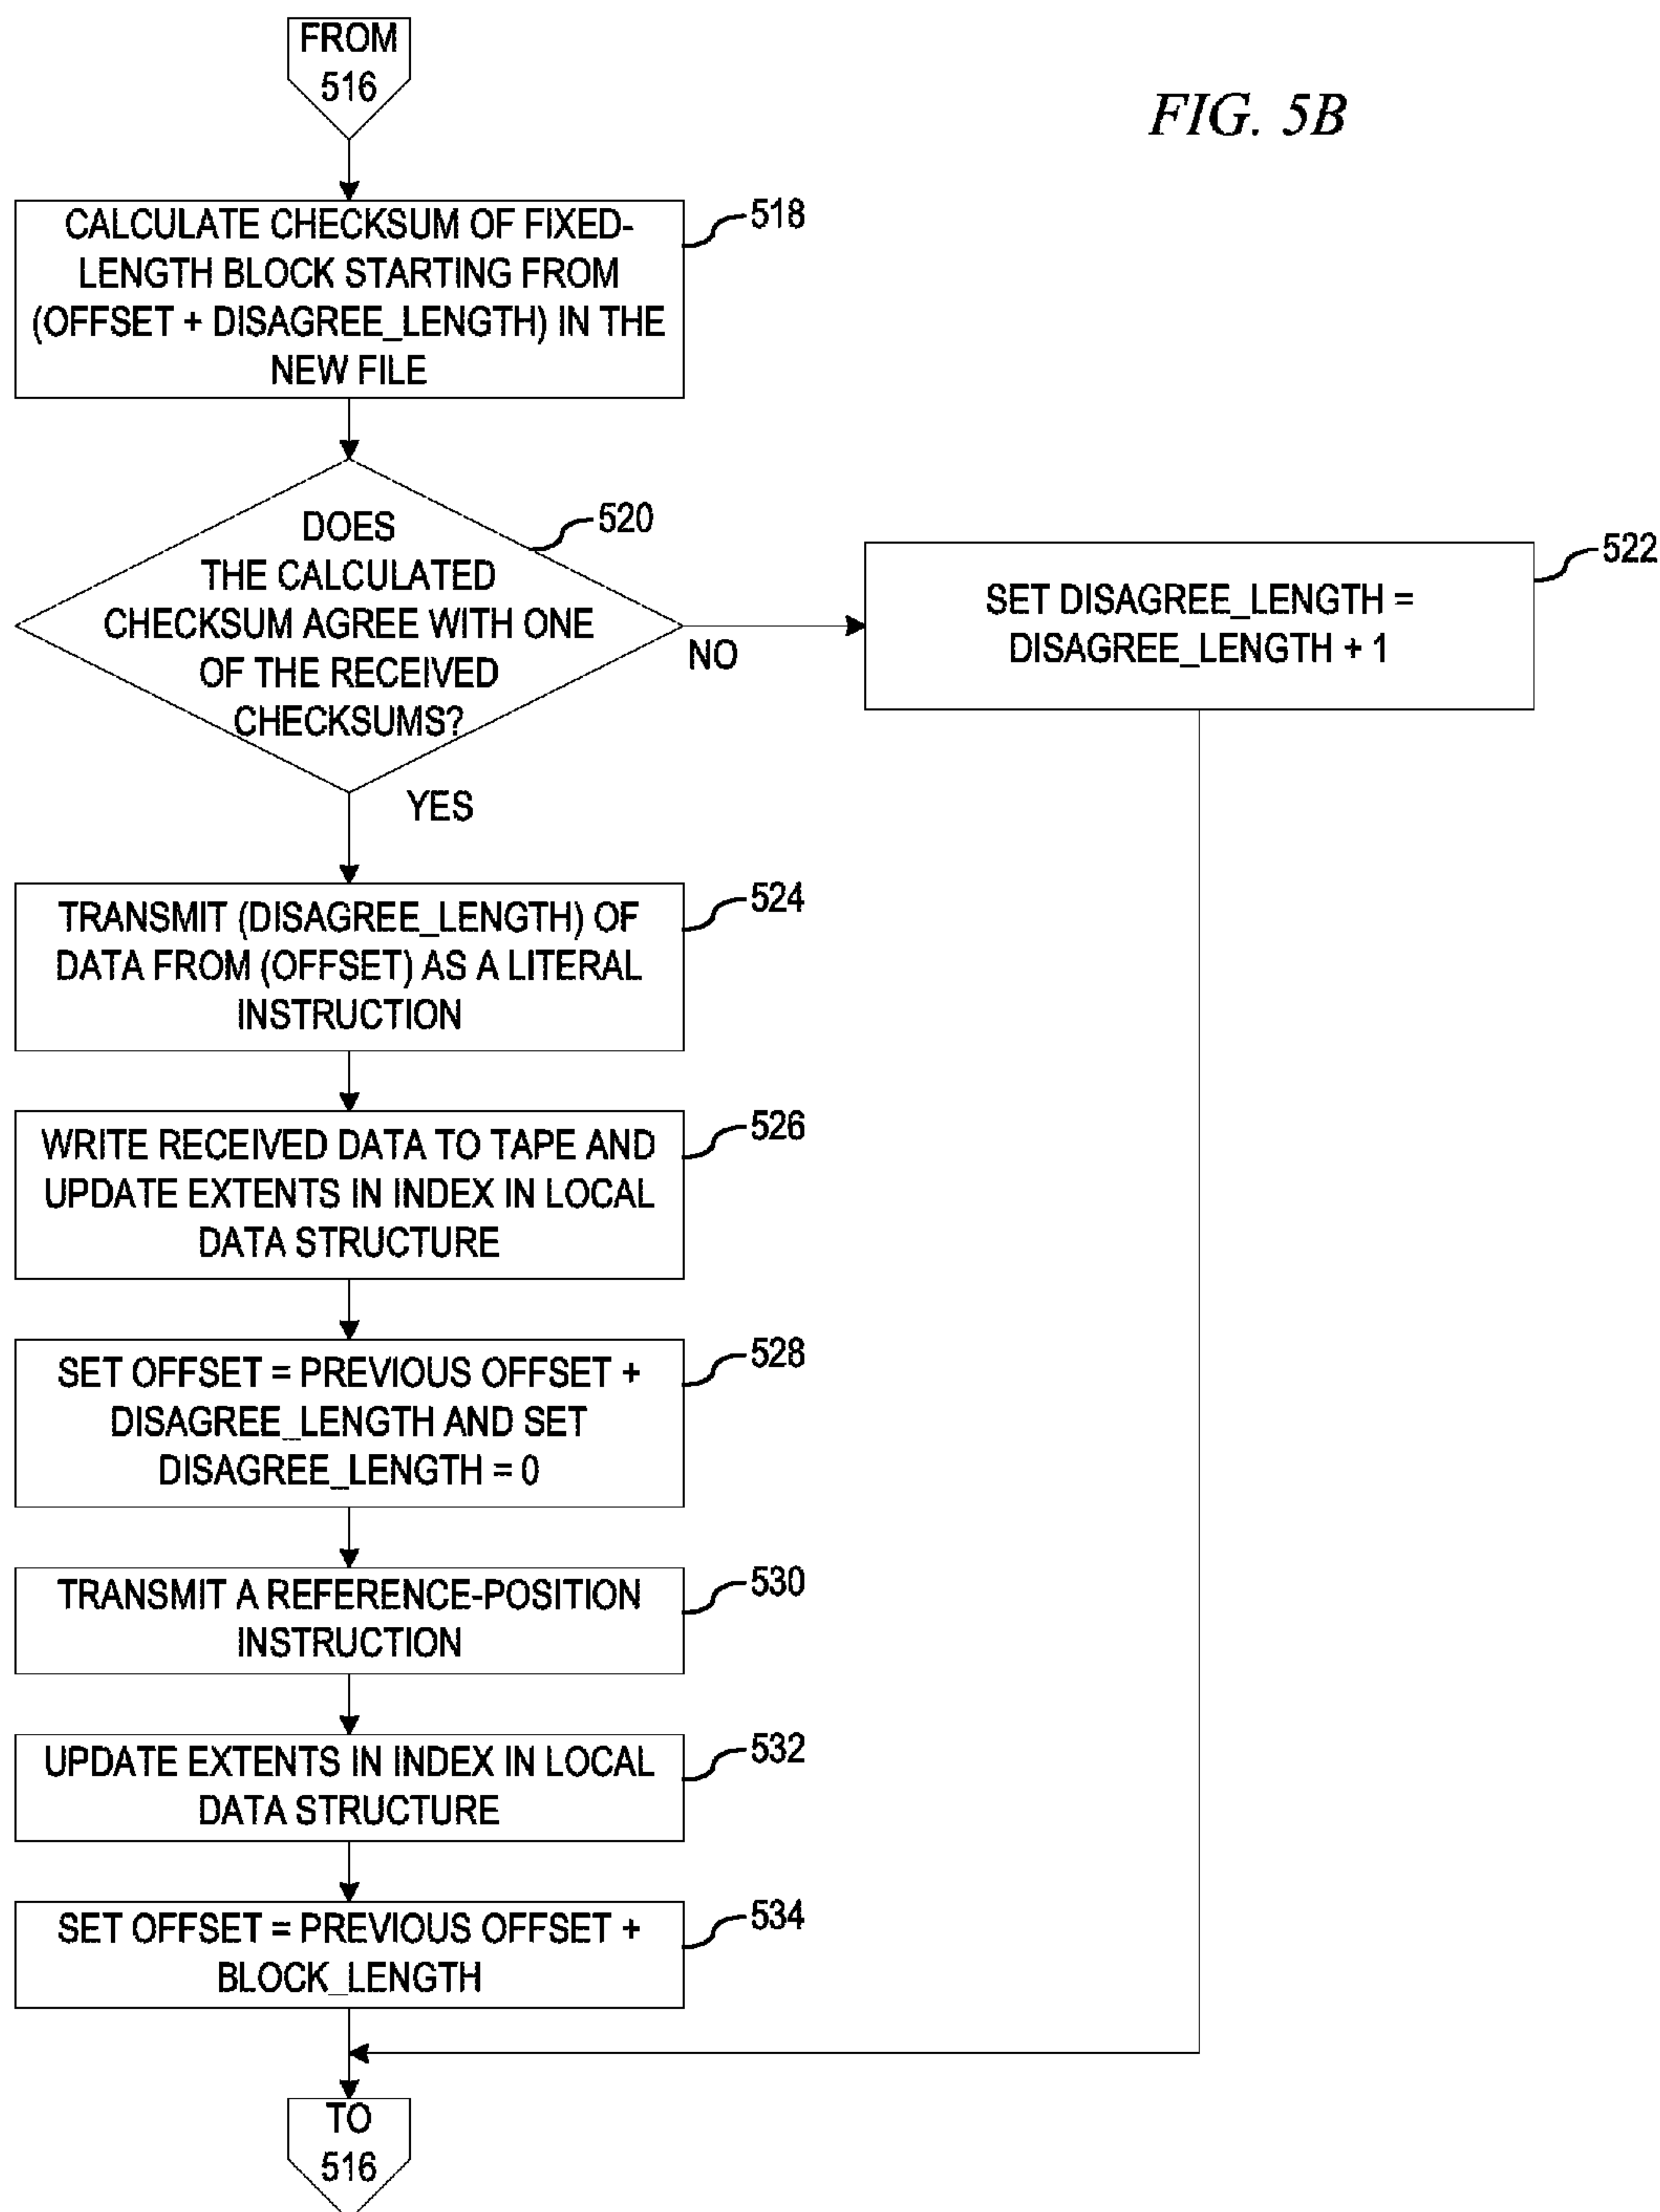 FROM
516
FIG. 5B
CALCULATE CHECKSUM OF FIXED-
LENGTH BLOCK STARTING FROM
(OFFSET + DISAGREE_LENGTH) IN THE
NEW FILE
518
DOES
THE CALCULATED
CHECKSUM AGREE WITH ONE
OF THE RECEIVED
CHECKSUMS?
520
NO
SET DISAGREE_LENGTH =
DISAGREE_LENGTH + 1
522
YES
TRANSMIT (DISAGREE_LENGTH) OF
DATA FROM (OFFSET) AS A LITERAL
INSTRUCTION
524
WRITE RECEIVED DATA TO TAPE AND
UPDATE EXTENTS IN INDEX IN LOCAL
DATA STRUCTURE
526
SET OFFSET = PREVIOUS OFFSET +
DISAGREE_LENGTH AND SET
DISAGREE_LENGTH = 0
528
TRANSMIT A REFERENCE-POSITION
INSTRUCTION
530
UPDATE EXTENTS IN INDEX IN LOCAL
DATA STRUCTURE
532
SET OFFSET = PREVIOUS OFFSET +
BLOCK_LENGTH
534
TO
516